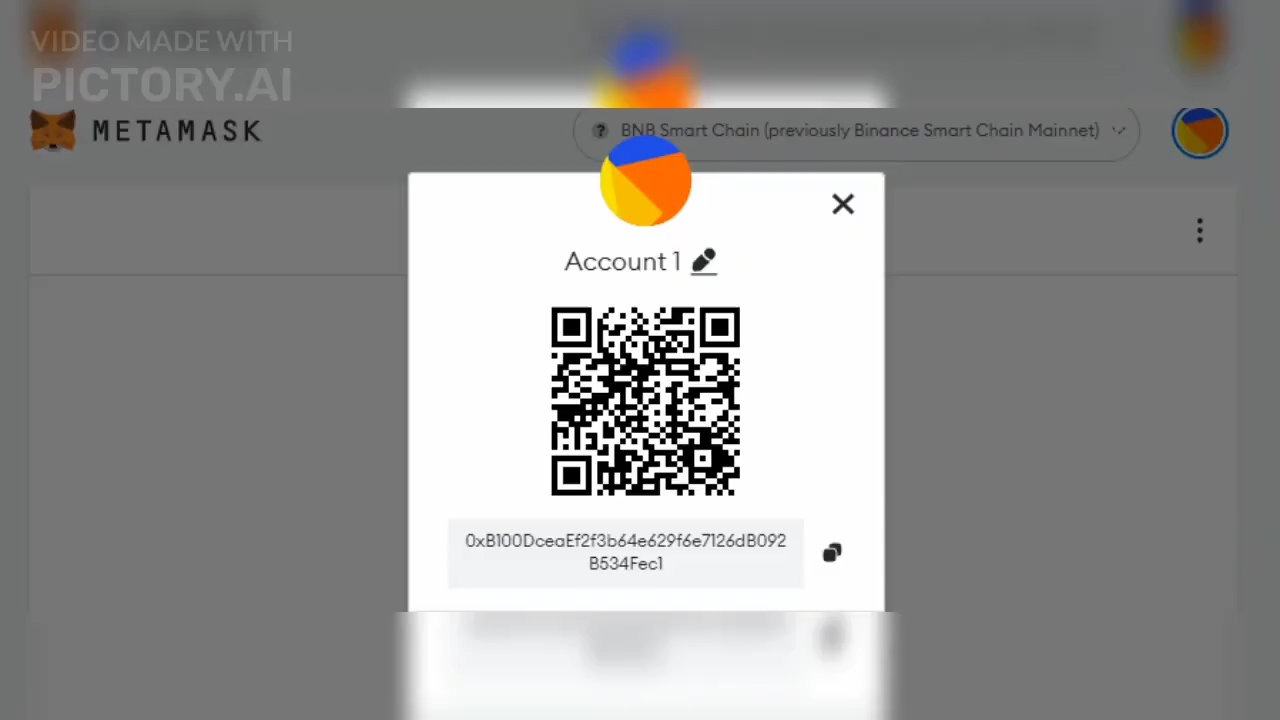 VIDEO MADE WITH
PICTORY.AI
METAMASK
? BNB Smart Chain (previously Binance Smart Chain Mainnet)
Account 1
0xB100DceaEf2f3b64e629f6e7126dB092
B534Fec1